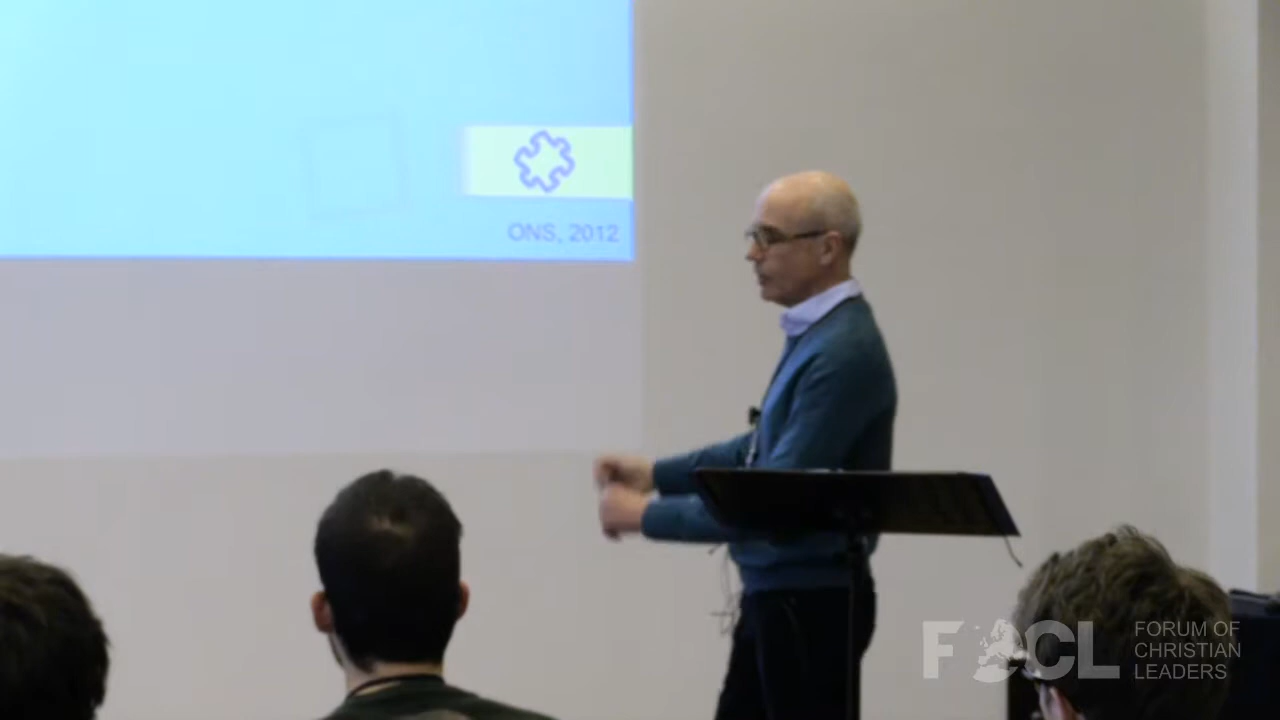 ONS, 2012
FOCL
FORUM OF
CHRISTIAN
LEADERS